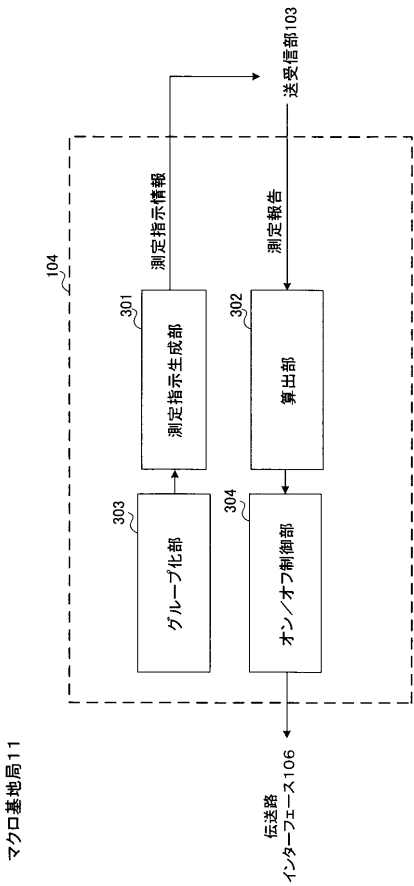 マクロ基地局11
104
303
グループ化部
301
測定指示生成部
測定指示情報
送受信部103
304
オン／オフ制御部
302
算出部
測定報告
伝送路
インターフェース106